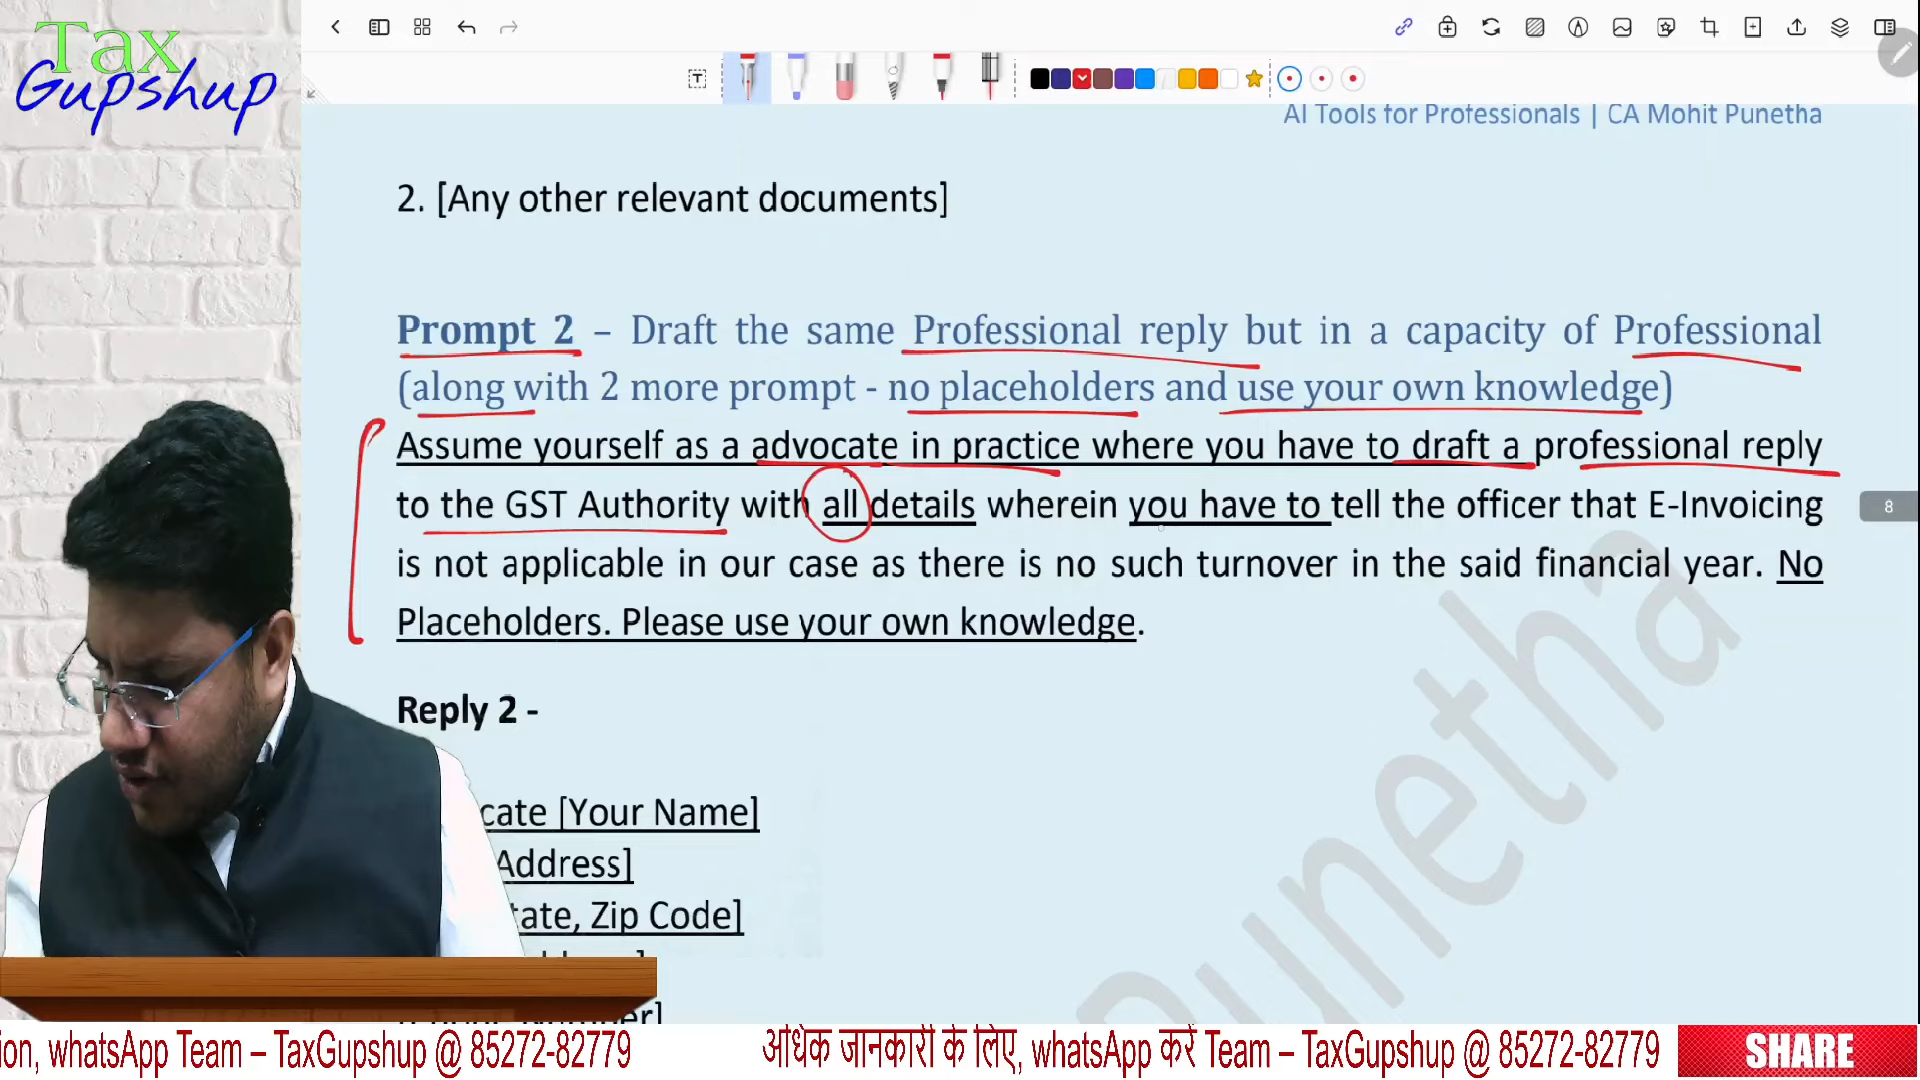 Tax
Gupshup
AI Tools for Professionals | CA Mohit Punetha
2. [Any other relevant documents]
Prompt 2 – Draft the same Professional reply but in a capacity of Professional
(along with 2 more prompt - no placeholders and use your own knowledge)
Assume yourself as a advocate in practice where you have to draft a professional reply
to the GST Authority with all details wherein you have to tell the officer that E-Invoicing
is not applicable in our case as there is no such turnover in the said financial year. No
Placeholders. Please use your own knowledge.
8
Reply 2 -
cate [Your Name]
Address]
tate, Zip Code]
Punetha
ion, whatsApp Team – TaxGupshup @ 85272-82779
अधिक जानकारी के लिए, whatsApp करें Team – TaxGupshup @ 85272-82779
SHARE